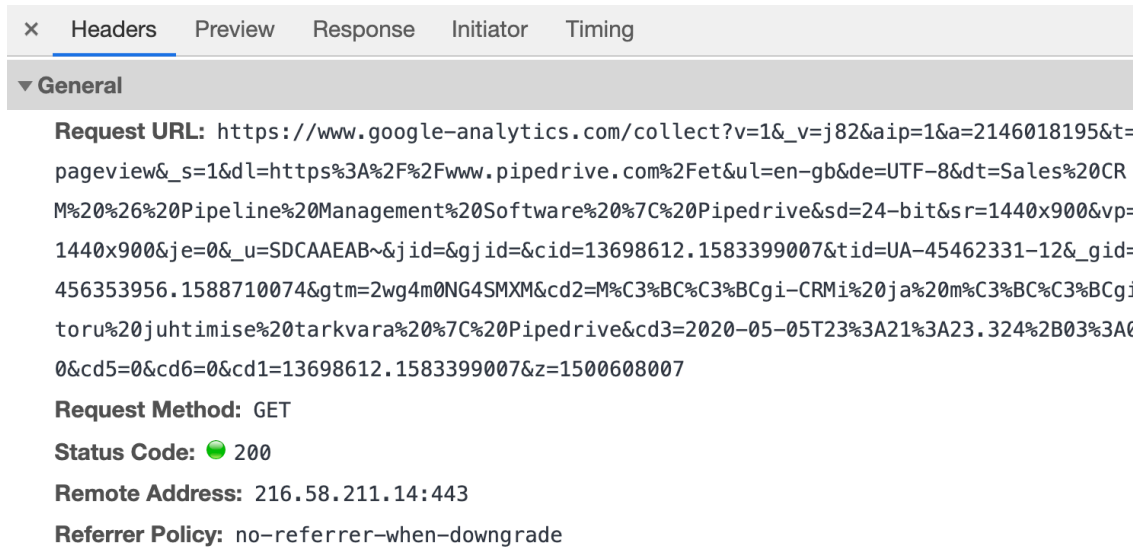 × Headers Preview Response Initiator Timing
▼ General
Request URL: https://www.google-analytics.com/collect?v=1&_v=j82&aip=1&a=2146018195&t=
pageview&_s=1&dl=https%3A%2F%2Fwww.pipedrive.com%2Fet&ul=en-gb&de=UTF-8&dt=Sales%20CR
M%20%26%20Pipeline%20Management%20Software%20%7C%20Pipedrive&sd=24-bit&sr=1440x900&vp=
1440x900&je=0&_u=SDCAAEAB~&jid=&gjid=&cid=13698612.1583399007&tid=UA-45462331-12&_gid=
456353956.1588710074&gtm=2wg4m0NG4SMXM&cd2=M%C3%BC%C3%BCgi-CRMi%20ja%20m%C3%BC%C3%BCgi
toru%20juhtimise%20tarkvara%20%7C%20Pipedrive&cd3=2020-05-05T23%3A21%3A23.324%2B03%3A0
0&cd5=0&cd6=0&cd1=13698612.1583399007&z=1500608007
Request Method: GET
Status Code: 200
Remote Address: 216.58.211.14:443
Referrer Policy: no-referrer-when-downgrade